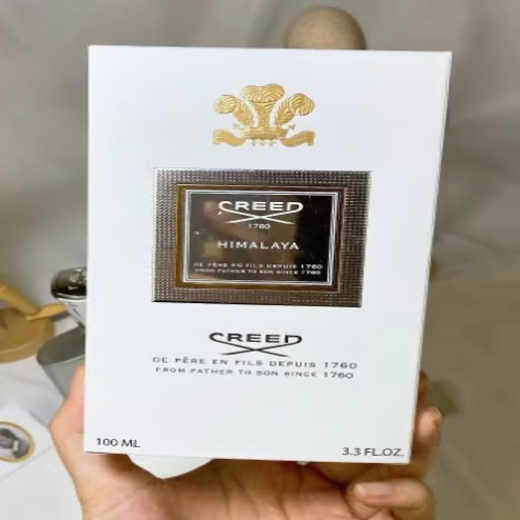 CREED
1760
HIMALAYA
DE PÈRE EN FILS DEPUIS 1760
FROM FATHER TO SON SINCE 1760
CREED
DE PÈRE EN FILS DEPUIS 1760
FROM FATHER TO SON SINCE 1760
100 ML
3.3 FL.OZ.